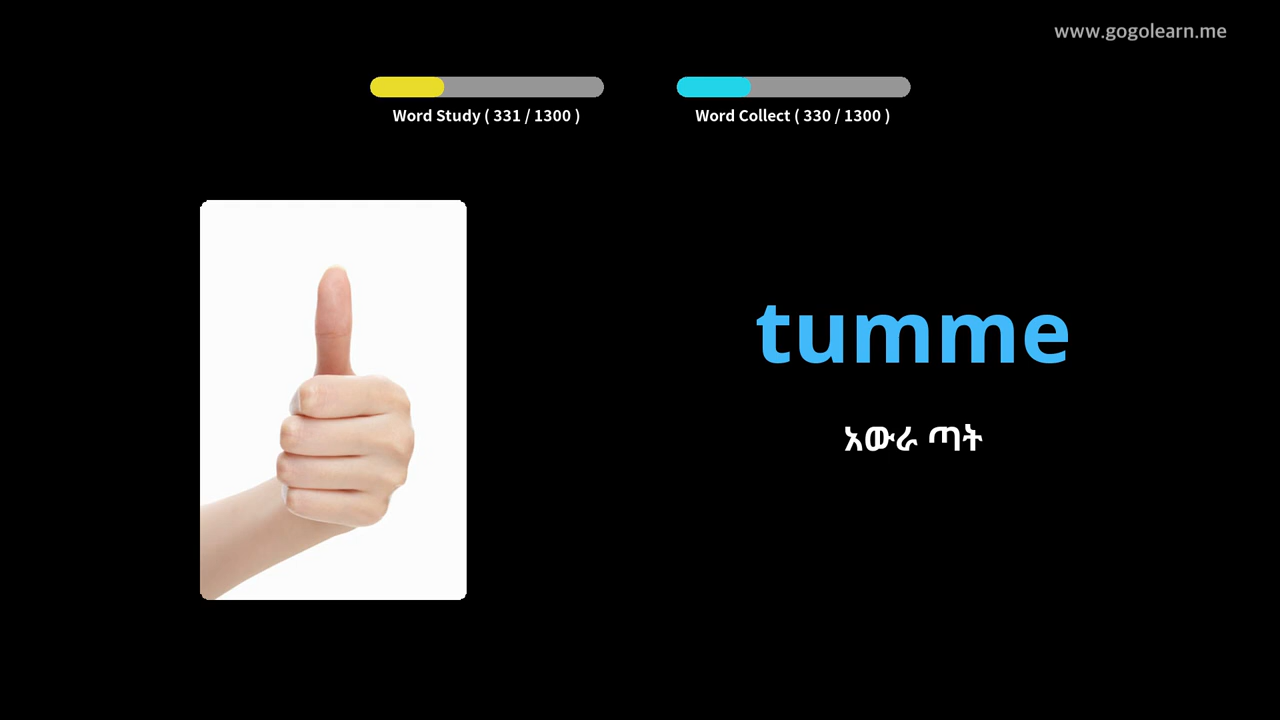 www.gogolearn.me
Word Study ( 331 / 1300 )
Word Collect ( 330 / 1300 )
tumme
አውራ ጣት